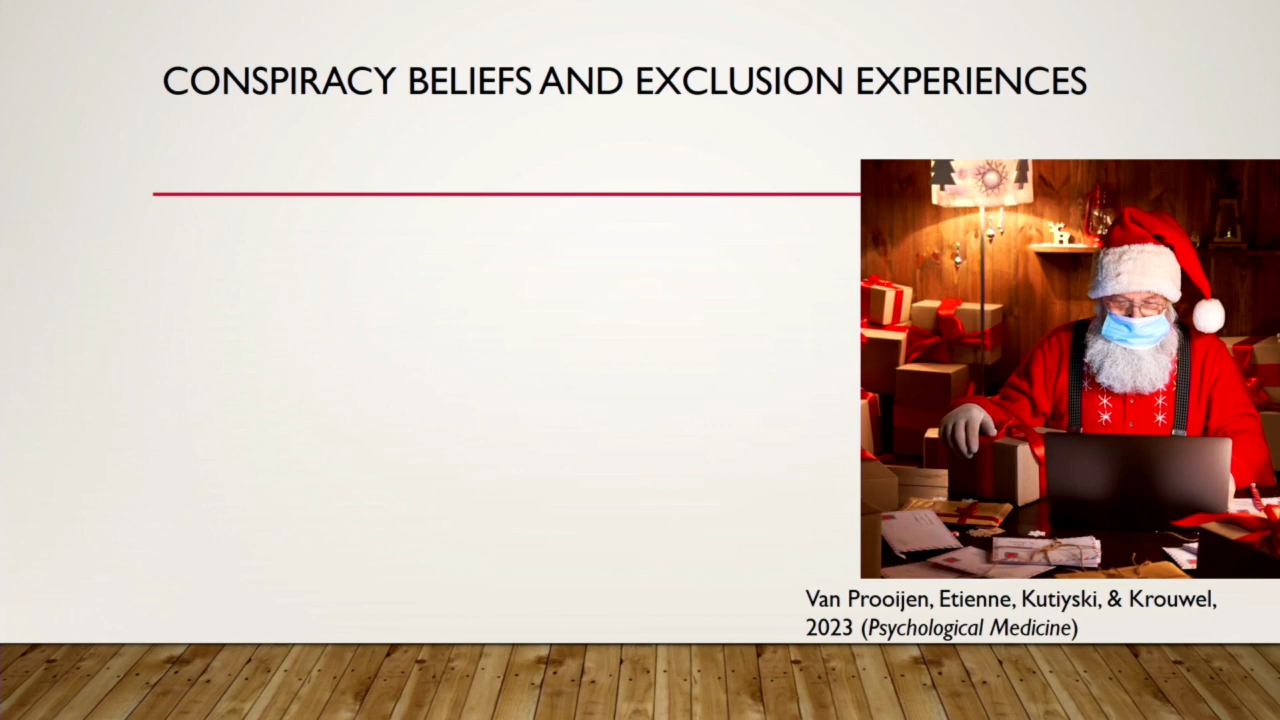 CONSPIRACY BELIEFS AND EXCLUSION EXPERIENCES
Van Prooijen, Etienne, Kutiyski, & Krouwel,
2023 (Psychological Medicine)